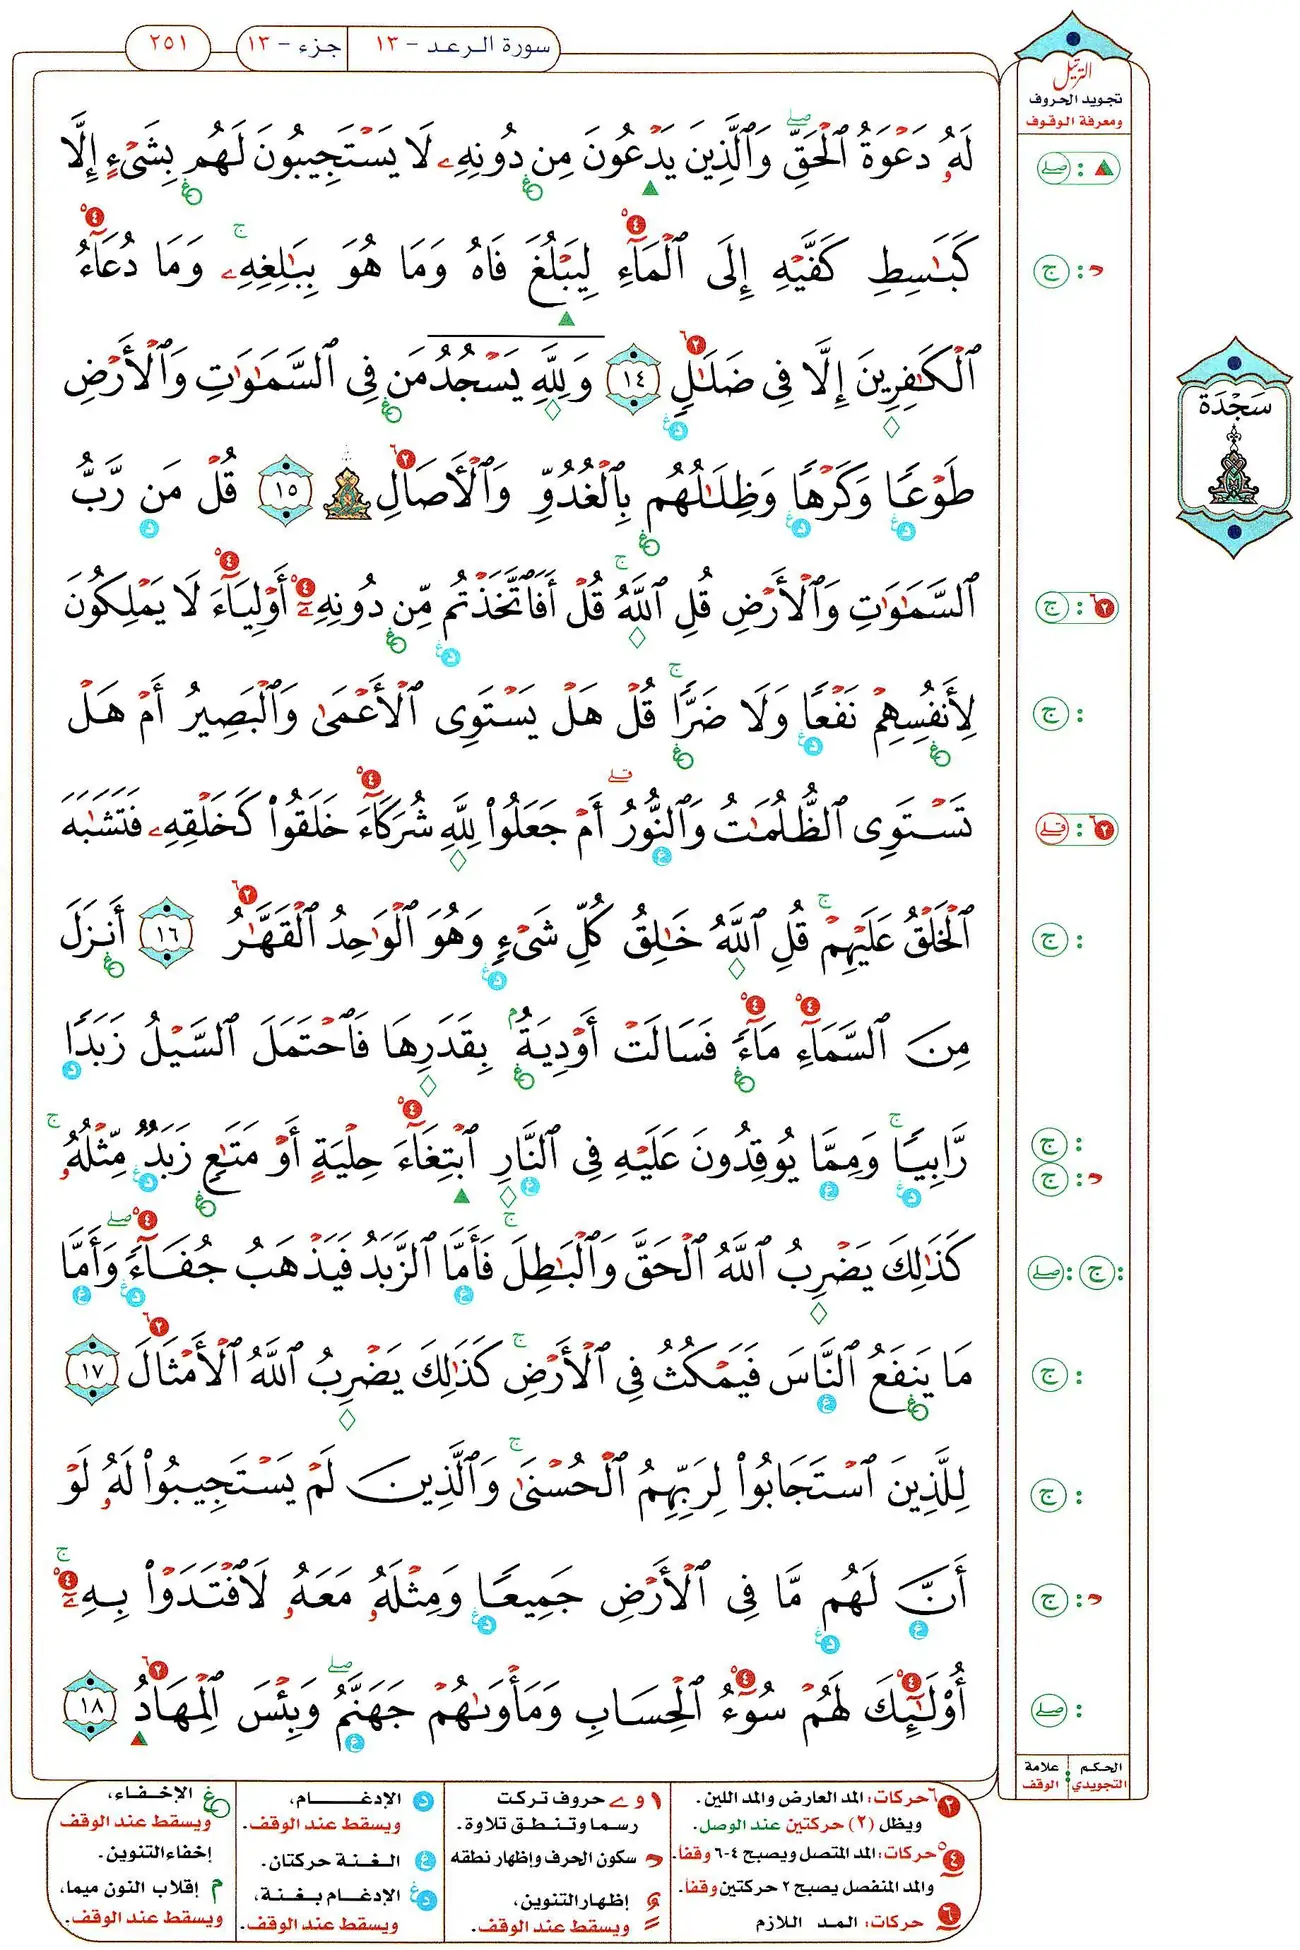 سورة الرعد - ١٣
جزء - ١٣
٢٥١
الترتيل
تجويد الحروف
ومعرفة الوقوف
لَهُۥ دَعْوَةُ ٱلْحَقِّ ۖ وَٱلَّذِينَ يَدْعُونَ مِن دُونِهِۦ لَا يَسْتَجِيبُونَ لَهُم بِشَىْءٍ إِلَّا
كَبَٰسِطِ كَفَّيْهِ إِلَى ٱلْمَآءِ لِيَبْلُغَ فَاهُ وَمَا هُوَ بِبَٰلِغِهِۦ ۚ وَمَا دُعَآءُ
ٱلْكَٰفِرِينَ إِلَّا فِى ضَلَٰلٍ ١٤ وَلِلَّهِ يَسْجُدُ مَن فِى ٱلسَّمَٰوَٰتِ وَٱلْأَرْضِ
سَجْدَة
طَوْعًا وَكَرْهًا وَظِلَٰلُهُم بِٱلْغُدُوِّ وَٱلْأَصَالِ ۩ ١٥ قُلْ مَن رَّبُّ
ٱلسَّمَٰوَٰتِ وَٱلْأَرْضِ قُلِ ٱللَّهُ ۚ قُلْ أَفَٱتَّخَذْتُم مِّن دُونِهِۦٓ أَوْلِيَآءَ لَا يَمْلِكُونَ
لِأَنفُسِهِمْ نَفْعًا وَلَا ضَرًّا ۚ قُلْ هَلْ يَسْتَوِى ٱلْأَعْمَىٰ وَٱلْبَصِيرُ أَمْ هَلْ
تَسْتَوِى ٱلظُّلُمَٰتُ وَٱلنُّورُ ۗ أَمْ جَعَلُوا۟ لِلَّهِ شُرَكَآءَ خَلَقُوا۟ كَخَلْقِهِۦ فَتَشَٰبَهَ
ٱلْخَلْقُ عَلَيْهِمْ ۚ قُلِ ٱللَّهُ خَٰلِقُ كُلِّ شَىْءٍ وَهُوَ ٱلْوَٰحِدُ ٱلْقَهَّٰرُ ١٦ أَنزَلَ
مِنَ ٱلسَّمَآءِ مَآءً فَسَالَتْ أَوْدِيَةٌۢ بِقَدَرِهَا فَٱحْتَمَلَ ٱلسَّيْلُ زَبَدًا
رَّابِيًا ۚ وَمِمَّا يُوقِدُونَ عَلَيْهِ فِى ٱلنَّارِ ٱبْتِغَآءَ حِلْيَةٍ أَوْ مَتَٰعٍ زَبَدٌ مِّثْلُهُۥ ۚ
كَذَٰلِكَ يَضْرِبُ ٱللَّهُ ٱلْحَقَّ وَٱلْبَٰطِلَ ۚ فَأَمَّا ٱلزَّبَدُ فَيَذْهَبُ جُفَآءً ۖ وَأَمَّا
مَا يَنفَعُ ٱلنَّاسَ فَيَمْكُثُ فِى ٱلْأَرْضِ ۚ كَذَٰلِكَ يَضْرِبُ ٱللَّهُ ٱلْأَمْثَالَ ١٧
لِلَّذِينَ ٱسْتَجَابُوا۟ لِرَبِّهِمُ ٱلْحُسْنَىٰ ۚ وَٱلَّذِينَ لَمْ يَسْتَجِيبُوا۟ لَهُۥ لَوْ
أَنَّ لَهُم مَّا فِى ٱلْأَرْضِ جَمِيعًا وَمِثْلَهُۥ مَعَهُۥ لَٱفْتَدَوْا۟ بِهِۦٓ ۚ
أُو۟لَٰٓئِكَ لَهُمْ سُوٓءُ ٱلْحِسَابِ وَمَأْوَىٰهُمْ جَهَنَّمُ ۖ وَبِئْسَ ٱلْمِهَادُ ١٨
الحكم التجويدي : علامة الوقف
٢ ٦ حركات: المد العارض والمد اللين.
ويظل (٢) حركتين عند الوصل.
٤ ٥ حركات: المد المتصل ويصبح ٤-٦ وقفاً.
والمد المنفصل يصبح ٢ حركتين وقفاً.
٦ حركات: المد اللازم
ا و ے حروف تركت
رسما وتنطق تلاوة.
سكون الحرف وإظهار نطقه
إظهار التنوين،
ويسقط عند الوقف.
د الإدغام،
ويسقط عند الوقف.
غ الغنة حركتان.
دغ الإدغام بغنة،
ويسقط عند الوقف.
الإخفاء،
ويسقط عند الوقف
إخفاء التنوين.
م إقلاب النون ميما،
ويسقط عند الوقف.